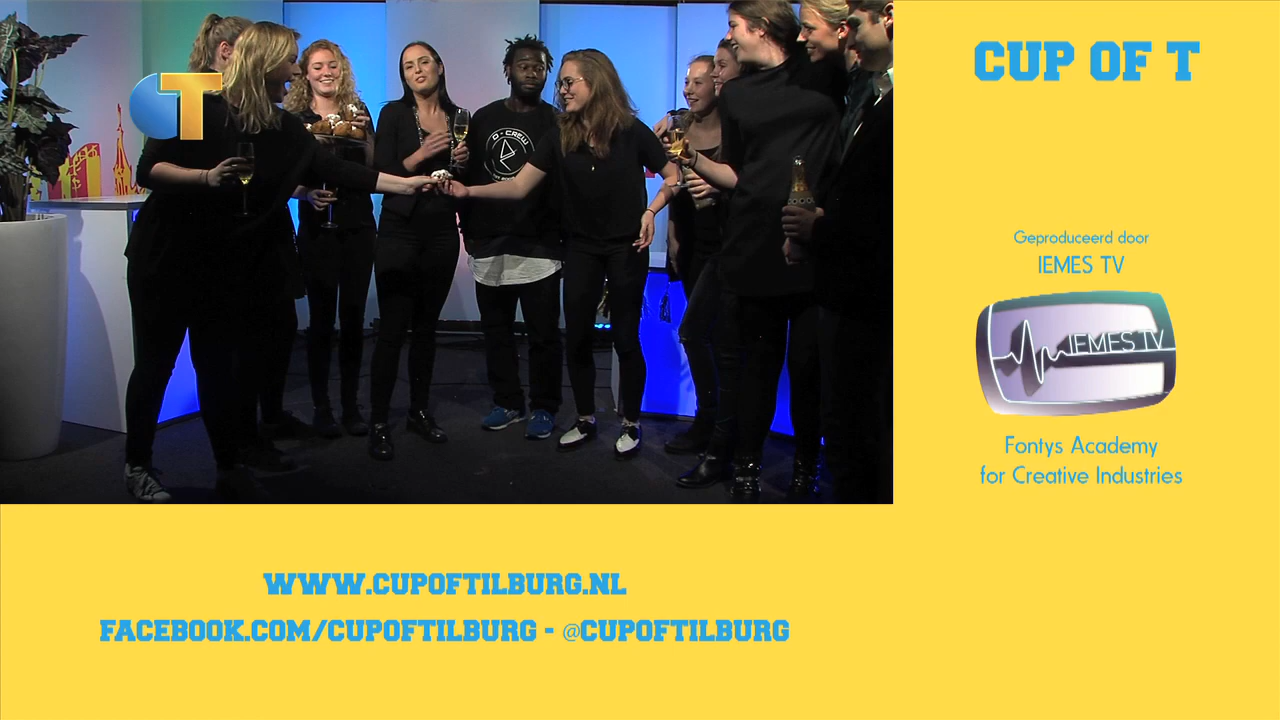 CUP OF T
T
O-CREW
Geproduceerd door
IEMES TV
IEMES TV
Fontys Academy
for Creative Industries
WWW.CUPOFTILBURG.NL
FACEBOOK.COM/CUPOFTILBURG - @CUPOFTILBURG